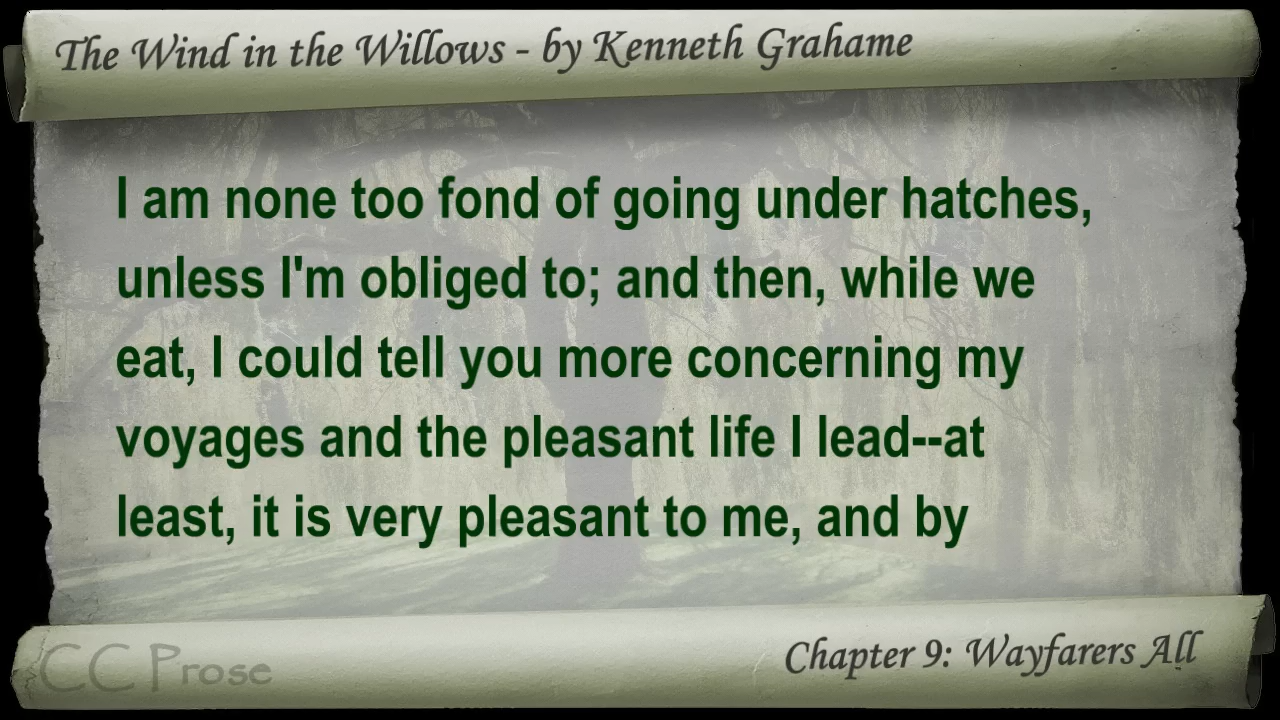 The Wind in the Willows - by Kenneth Grahame
I am none too fond of going under hatches,
unless I'm obliged to; and then, while we
eat, I could tell you more concerning my
voyages and the pleasant life I lead--at
least, it is very pleasant to me, and by
CC Prose
Chapter 9: Wayfarers All